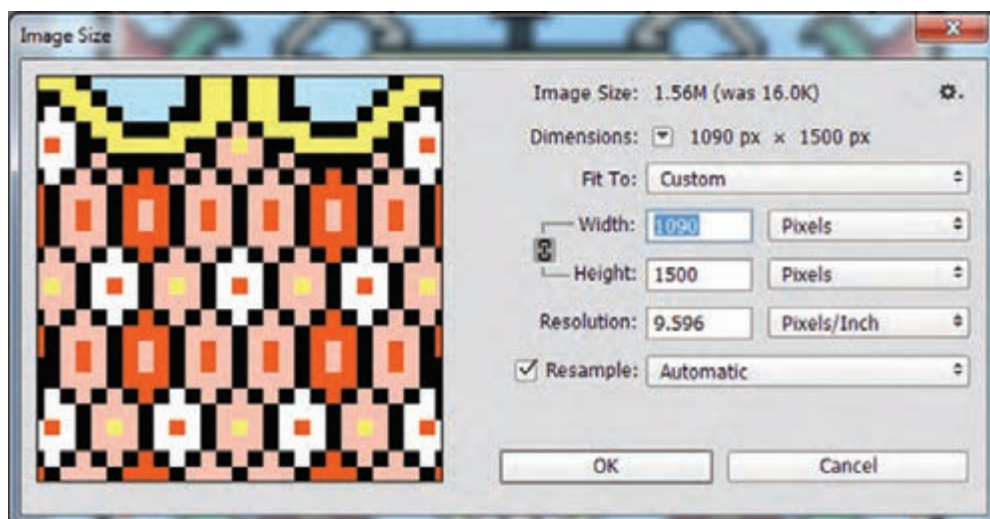 Image Size
Image Size: 1.56M (was 16.0K)
Dimensions: 1090 px × 1500 px
Fit To: Custom
Width: 1090 Pixels
Height: 1500 Pixels
Resolution: 9.596 Pixels/Inch
Resample: Automatic
OK Cancel